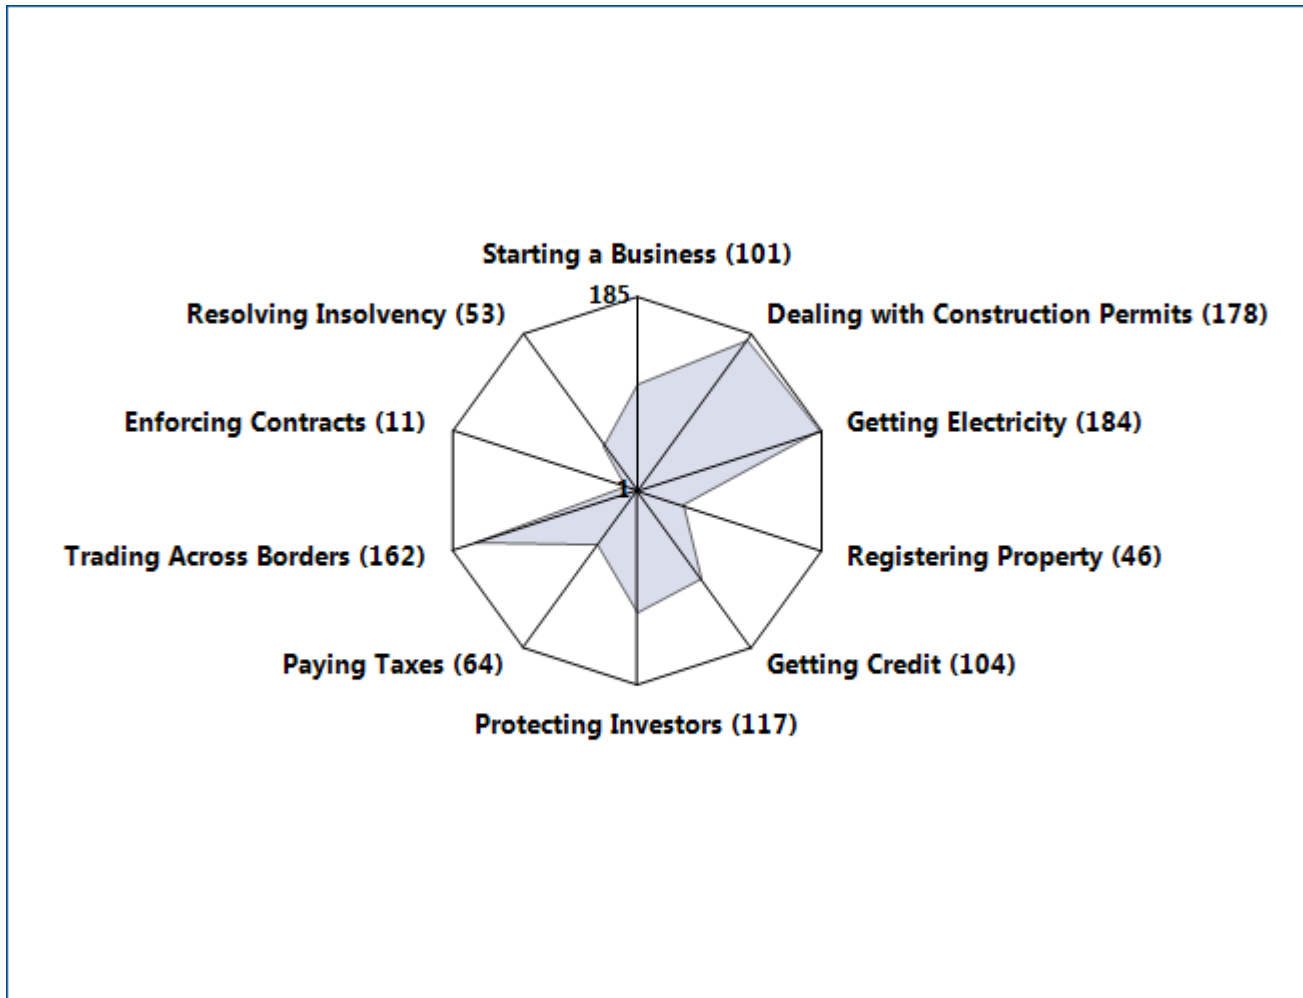 Starting a Business (101)
185
Dealing with Construction Permits (178)
Resolving Insolvency (53)
Enforcing Contracts (11)
Getting Electricity (184)
1
Trading Across Borders (162)
Registering Property (46)
Paying Taxes (64)
Getting Credit (104)
Protecting Investors (117)